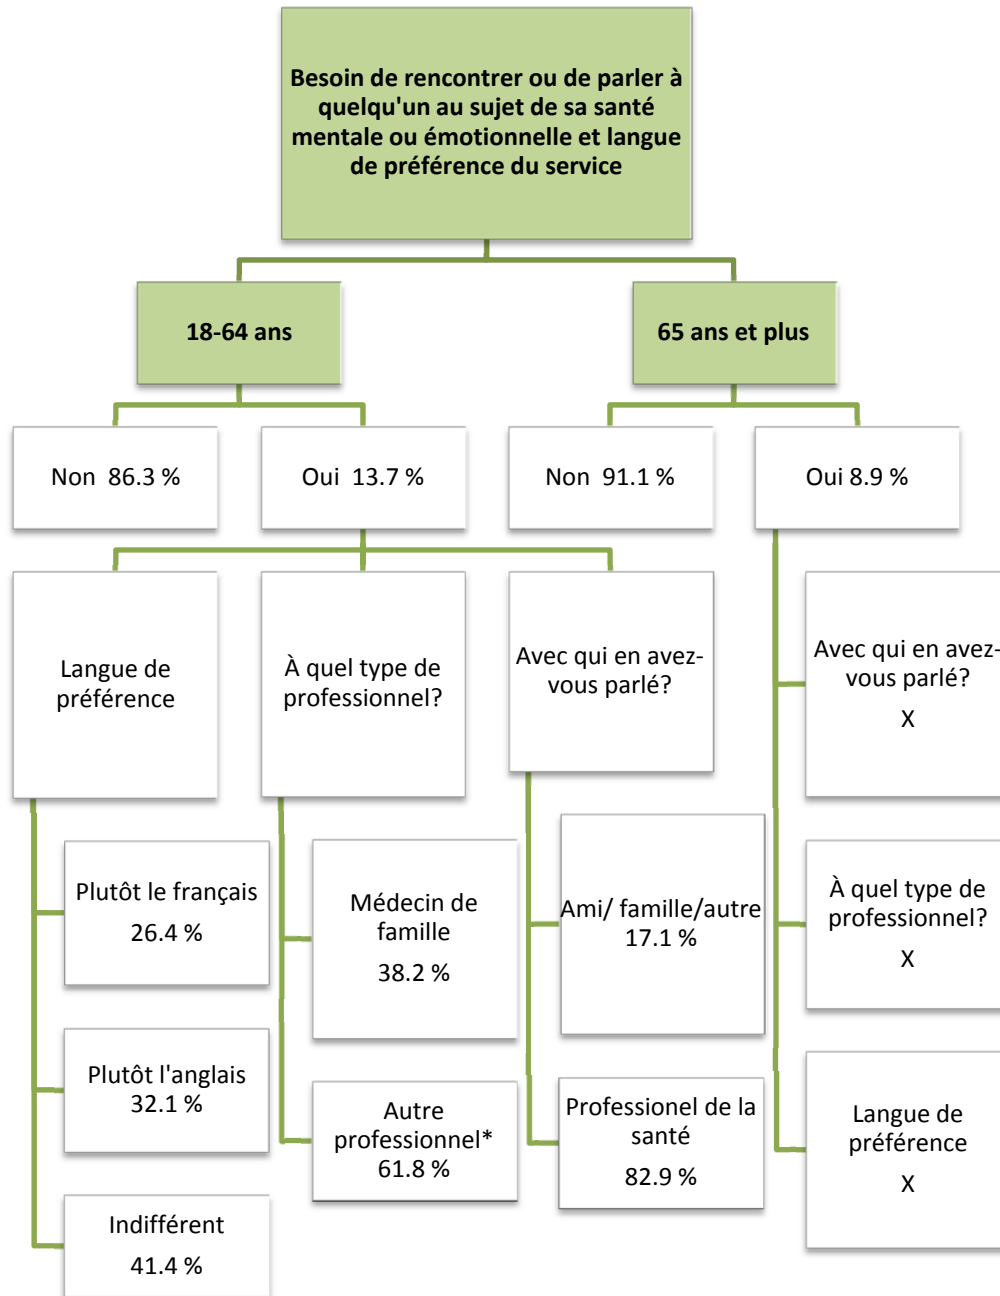 Besoin de rencontrer ou de parler à
quelqu'un au sujet de sa santé
mentale ou émotionnelle et langue
de préférence du service
18-64 ans
65 ans et plus
Non  86.3 %
Oui  13.7 %
Non  91.1 %
Oui 8.9 %
Langue de
préférence
À quel type de
professionnel?
Avec qui en avez-
vous parlé?
Avec qui en avez-
vous parlé?
X
Plutôt le français
26.4 %
Médecin de
famille
38.2 %
Ami/ famille/autre
17.1 %
À quel type de
professionnel?
X
Plutôt l'anglais
32.1 %
Autre
professionnel*
61.8 %
Professionel de la
santé
82.9 %
Langue de
préférence
X
Indifférent
41.4 %